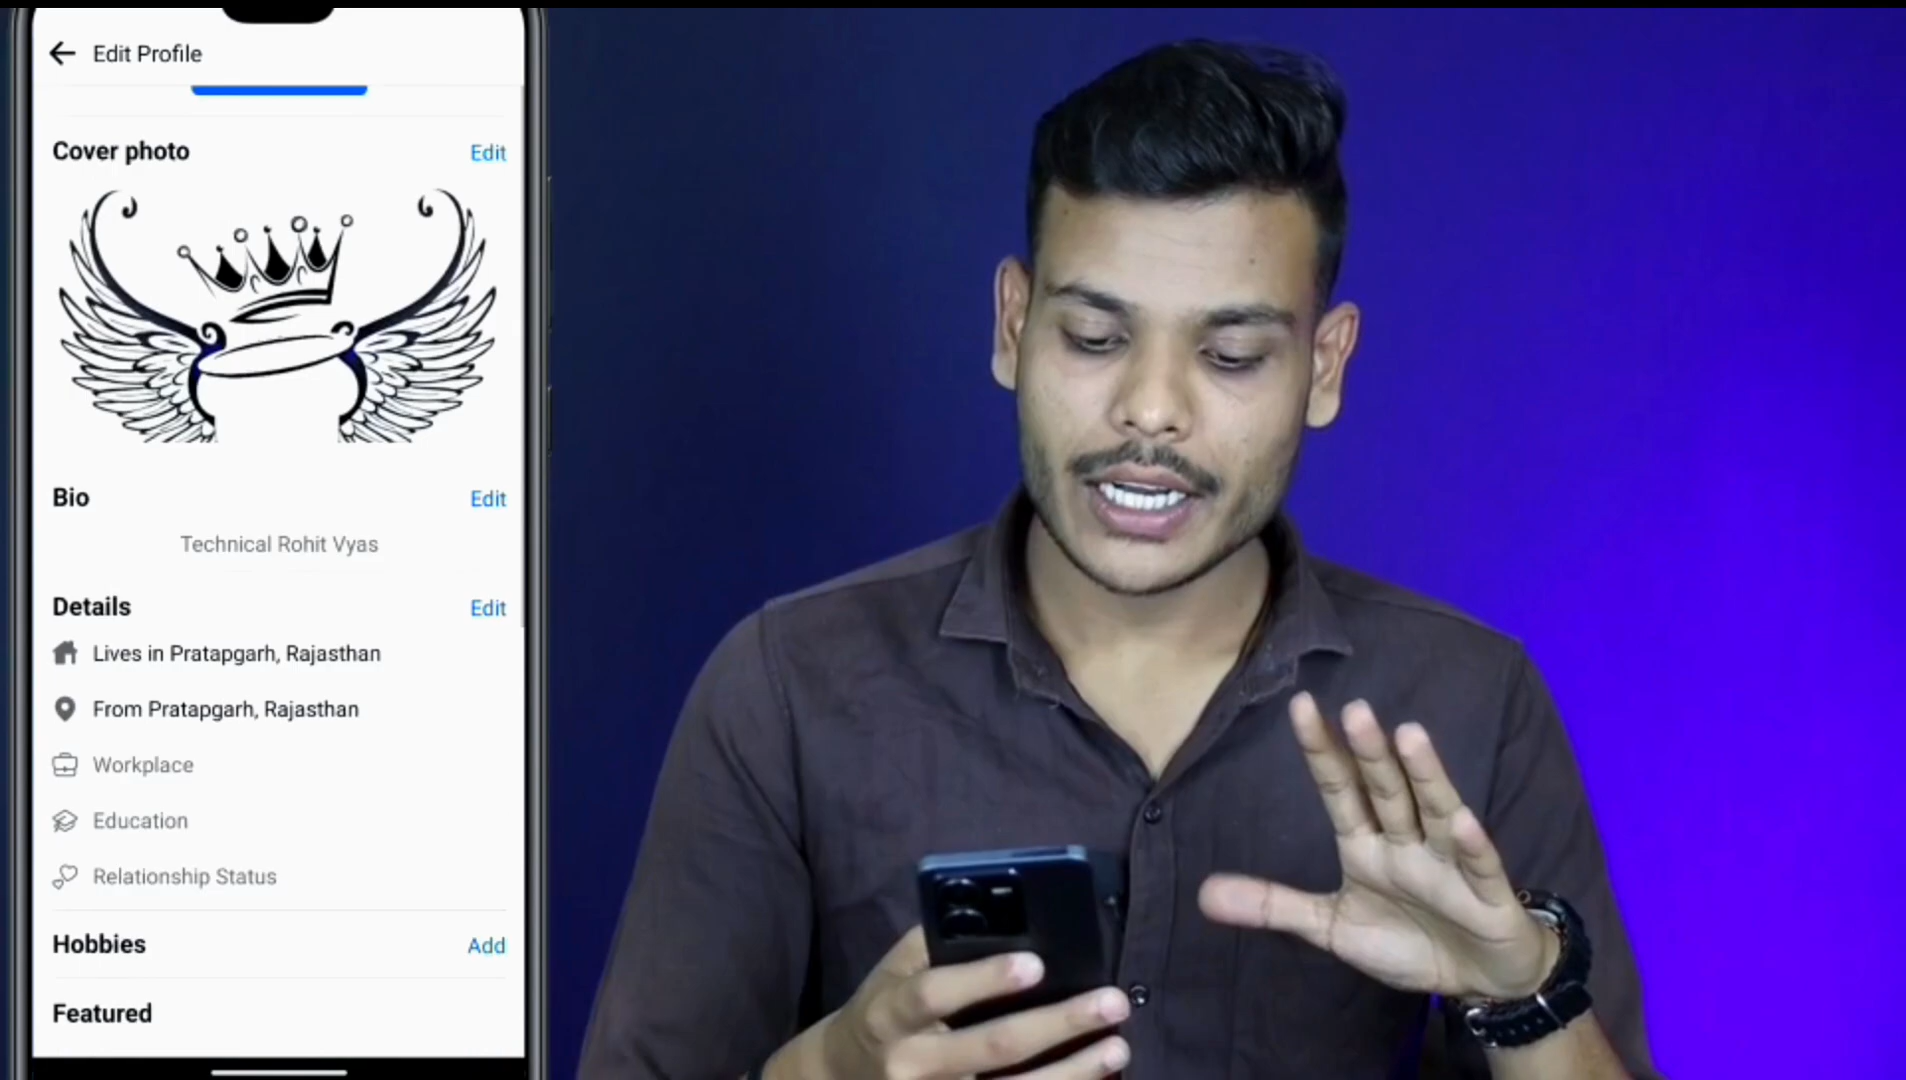 Edit Profile
Cover photo
Edit
Bio
Edit
Technical Rohit Vyas
Details
Edit
Lives in Pratapgarh, Rajasthan
From Pratapgarh, Rajasthan
Workplace
Education
Relationship Status
Hobbies
Add
Featured